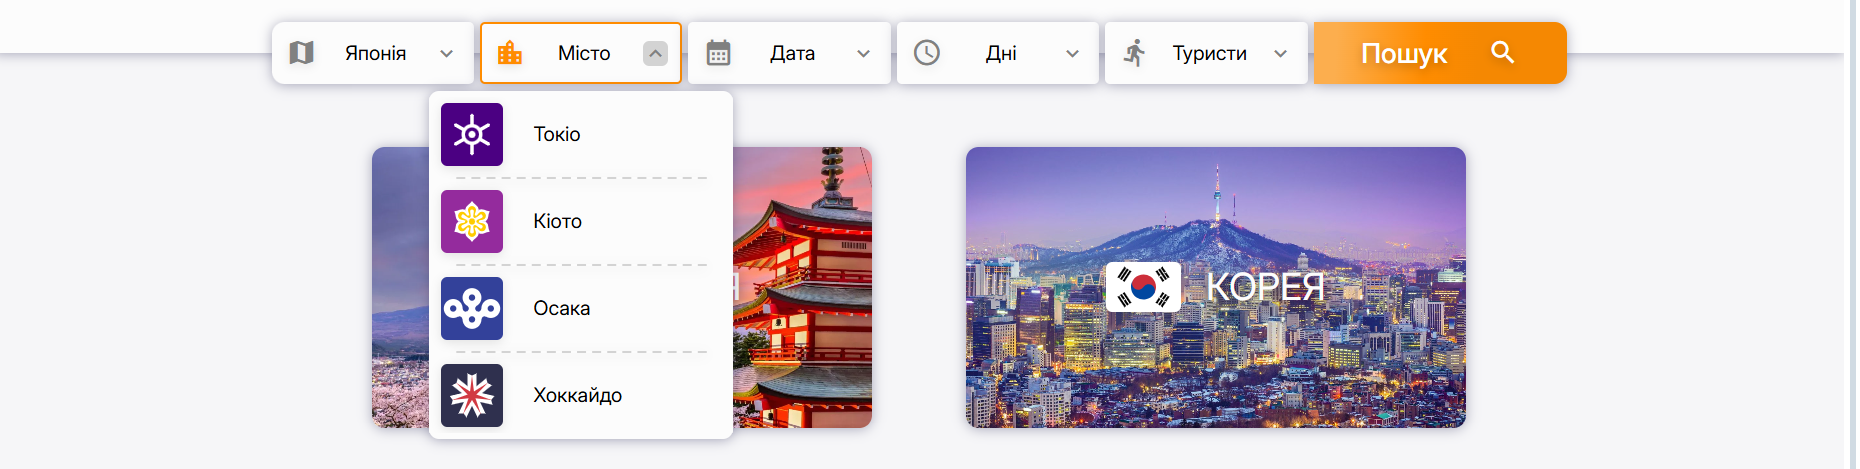 Японія
Місто
Дата
Дні
Туристи
Пошук
Токіо
Кіото
Осака
Хоккайдо
Я
КОРЕЯ